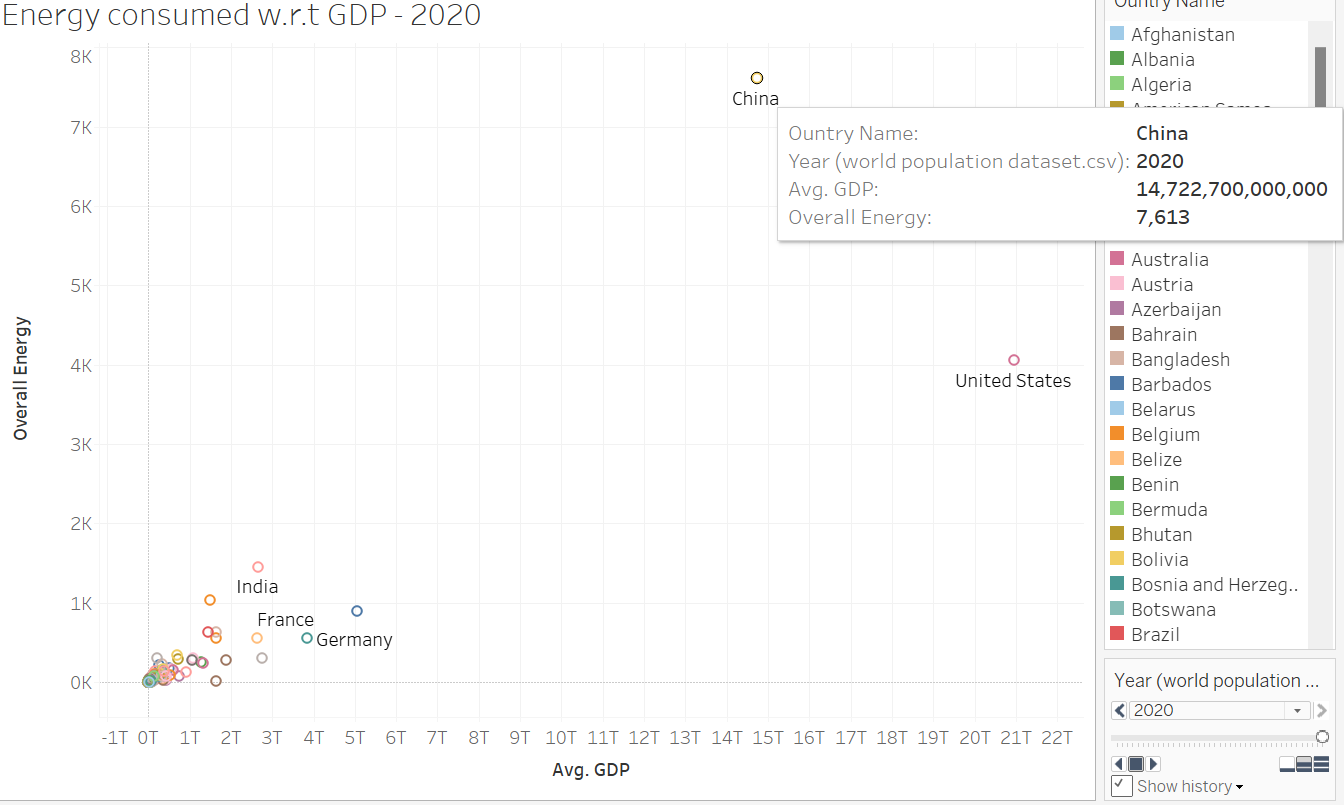 Energy consumed w.r.t GDP - 2020
8K
7K
6K
5K
4K
3K
2K
1K
0K
Overall Energy
China
United States
India
France
Germany
-1T 0T 1T 2T 3T 4T 5T 6T 7T 8T 9T 10T 11T 12T 13T 14T 15T 16T 17T 18T 19T 20T 21T 22T
Avg. GDP
Ountry Name: China
Year (world population dataset.csv): 2020
Avg. GDP: 14,722,700,000,000
Overall Energy: 7,613
Ountry Name
Afghanistan
Albania
Algeria
Australia
Austria
Azerbaijan
Bahrain
Bangladesh
Barbados
Belarus
Belgium
Belize
Benin
Bermuda
Bhutan
Bolivia
Bosnia and Herzeg..
Botswana
Brazil
Year (world population ...
2020
Show history